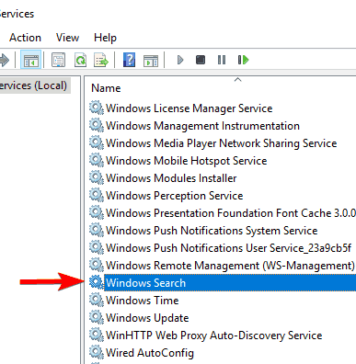 Services
Action View Help
ervices (Local)
Name
Windows License Manager Service
Windows Management Instrumentation
Windows Media Player Network Sharing Service
Windows Mobile Hotspot Service
Windows Modules Installer
Windows Perception Service
Windows Presentation Foundation Font Cache 3.0.0
Windows Push Notifications System Service
Windows Push Notifications User Service_23a9cb5f
Windows Remote Management (WS-Management)
Windows Search
Windows Time
Windows Update
WinHTTP Web Proxy Auto-Discovery Service
Wired AutoConfig